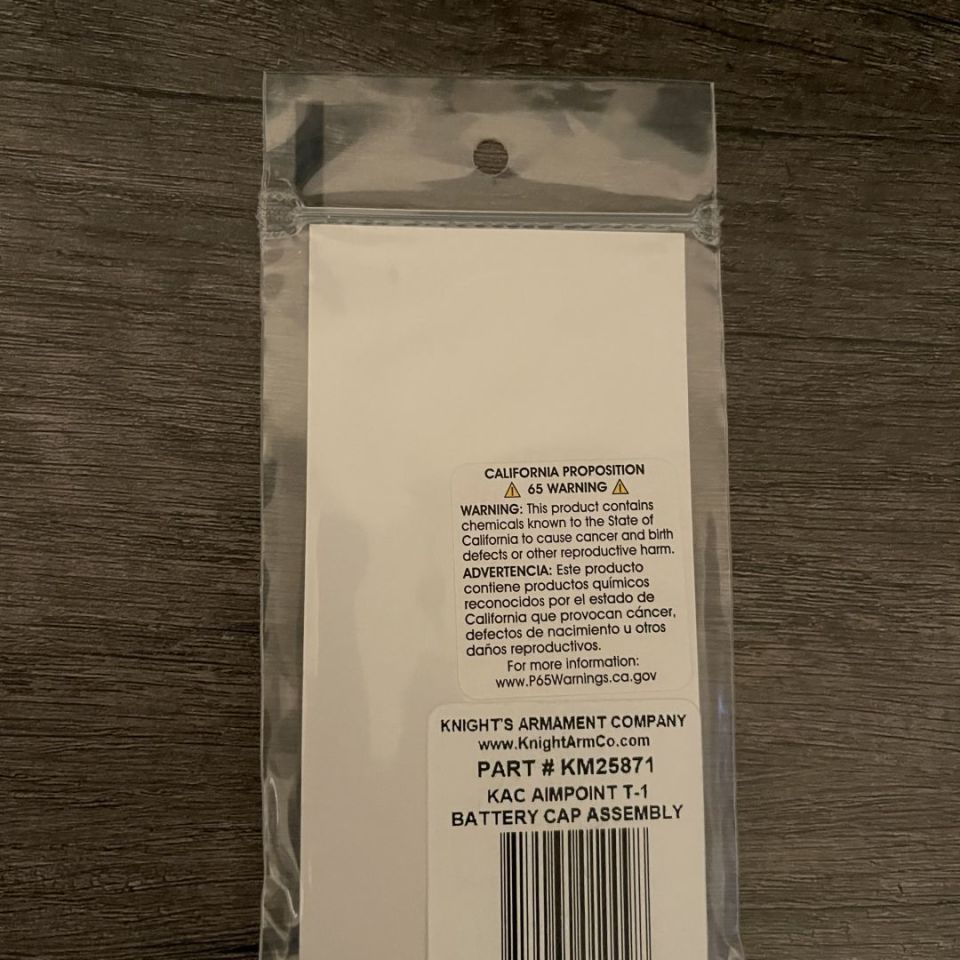 CALIFORNIA PROPOSITION
65 WARNING
WARNING: This product contains
chemicals known to the State of
California to cause cancer and birth
defects or other reproductive harm.
ADVERTENCIA: Este producto
contiene productos químicos
reconocidos por el estado de
California que provocan cáncer,
defectos de nacimiento u otros
daños reproductivos.
For more information:
www.P65Warnings.ca.gov
KNIGHT'S ARMAMENT COMPANY
www.KnightArmCo.com
PART # KM25871
KAC AIMPOINT T-1
BATTERY CAP ASSEMBLY